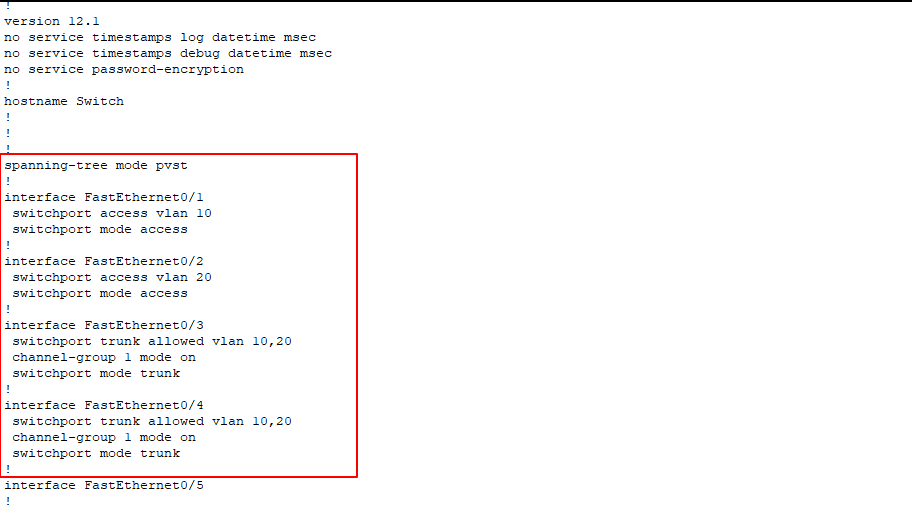 !
version 12.1
no service timestamps log datetime msec
no service timestamps debug datetime msec
no service password-encryption
!
hostname Switch
!
!
!
spanning-tree mode pvst
!
interface FastEthernet0/1
 switchport access vlan 10
 switchport mode access
!
interface FastEthernet0/2
 switchport access vlan 20
 switchport mode access
!
interface FastEthernet0/3
 switchport trunk allowed vlan 10,20
 channel-group 1 mode on
 switchport mode trunk
!
interface FastEthernet0/4
 switchport trunk allowed vlan 10,20
 channel-group 1 mode on
 switchport mode trunk
!
interface FastEthernet0/5
!